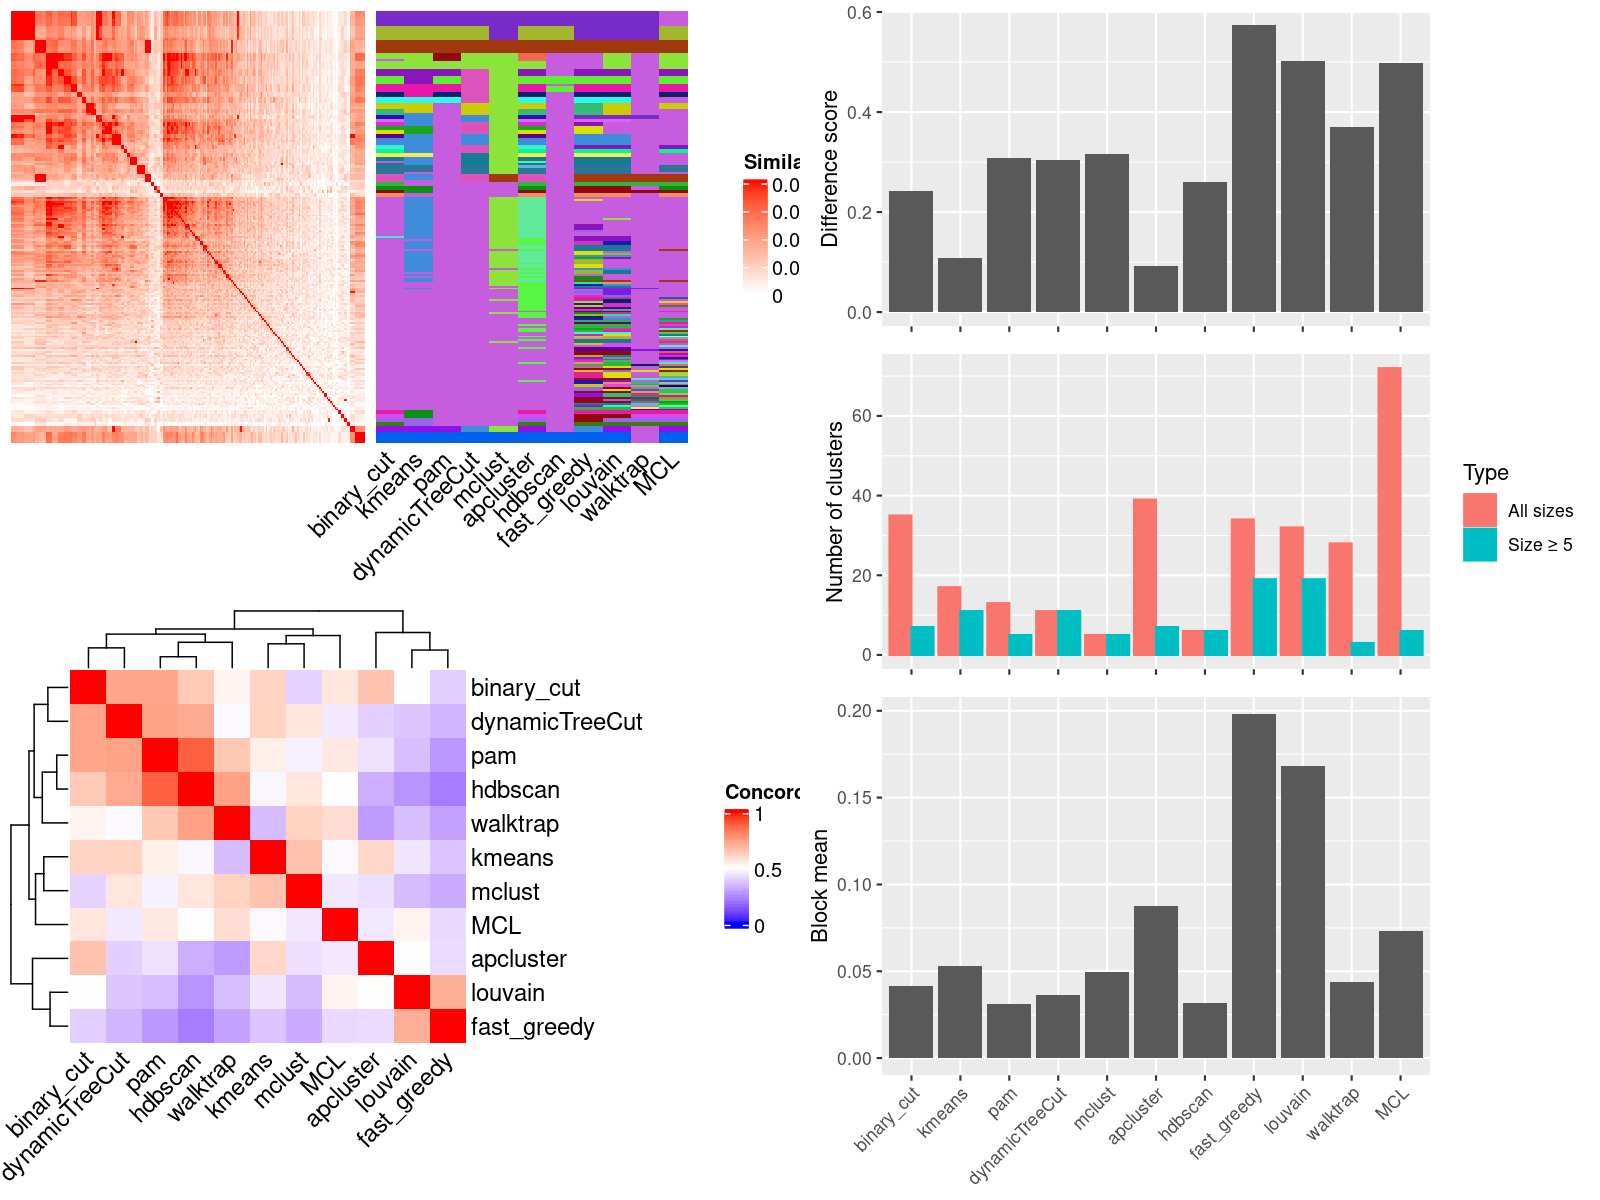 Simila
0.0
0.0
0.0
0.0
0
binary_cut
kmeans
pam
dynamicTreeCut
mclust
apcluster
hdbscan
fast_greedy
louvain
walktrap
MCL
binary_cut
dynamicTreeCut
pam
hdbscan
walktrap
kmeans
mclust
MCL
apcluster
louvain
fast_greedy
binary_cut
dynamicTreeCut
pam
hdbscan
walktrap
kmeans
mclust
MCL
apcluster
louvain
fast_greedy
Concord
1
0.5
0
Difference score
0.6
0.4
0.2
0.0
Number of clusters
60
40
20
0
Type
All sizes
Size ≥ 5
Block mean
0.20
0.15
0.10
0.05
0.00
binary_cut
kmeans
pam
dynamicTreeCut
mclust
apcluster
hdbscan
fast_greedy
louvain
walktrap
MCL